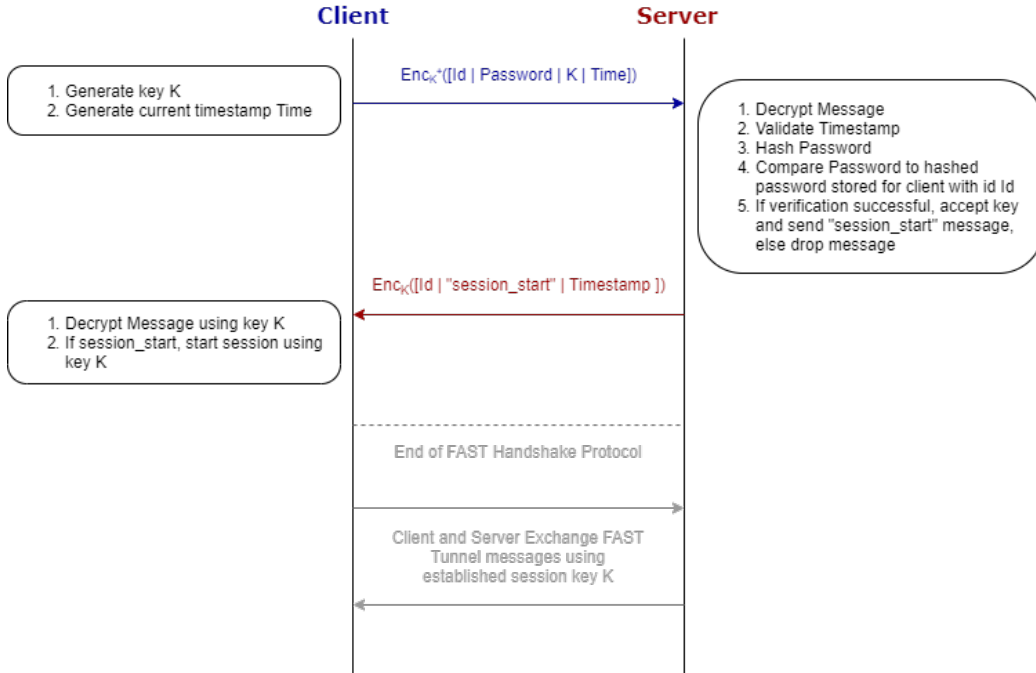 Client
Server
Enc_K+([Id | Password | K | Time])
1. Generate key K
2. Generate current timestamp Time
1. Decrypt Message
2. Validate Timestamp
3. Hash Password
4. Compare Password to hashed
password stored for client with id Id
5. If verification successful, accept key
and send "session_start" message,
else drop message
Enc_K([Id | "session_start" | Timestamp ])
1. Decrypt Message using key K
2. If session_start, start session using
key K
End of FAST Handshake Protocol
Client and Server Exchange FAST
Tunnel messages using
established session key K